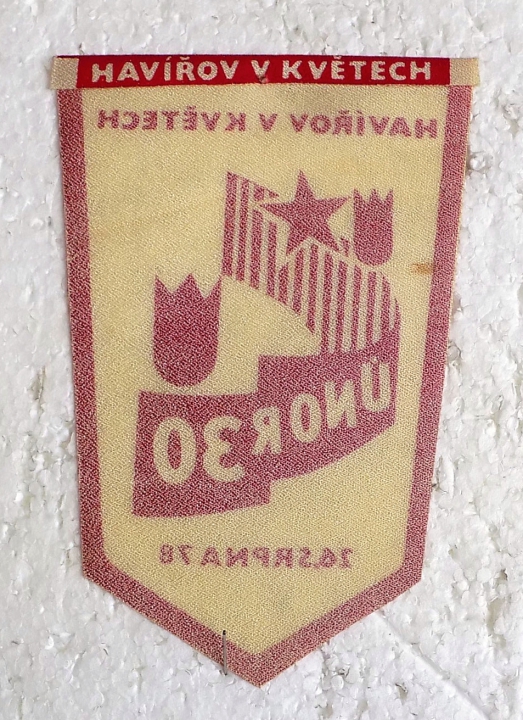 HAVÍŘOV V KVĚTECH
HAVÍŘOV V KVĚTECH
ÚNOR 30
26. SRPNA 78